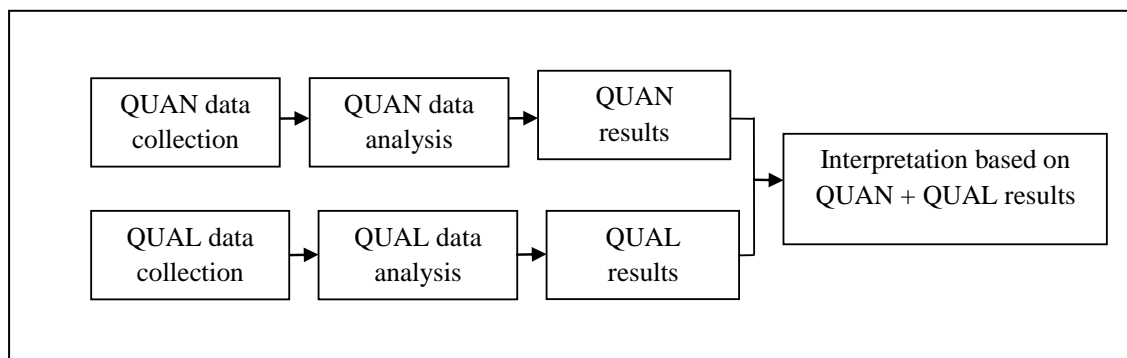 QUAN data
collection
QUAN data
analysis
QUAN
results
QUAL data
collection
QUAL data
analysis
QUAL
results
Interpretation based on
QUAN + QUAL results